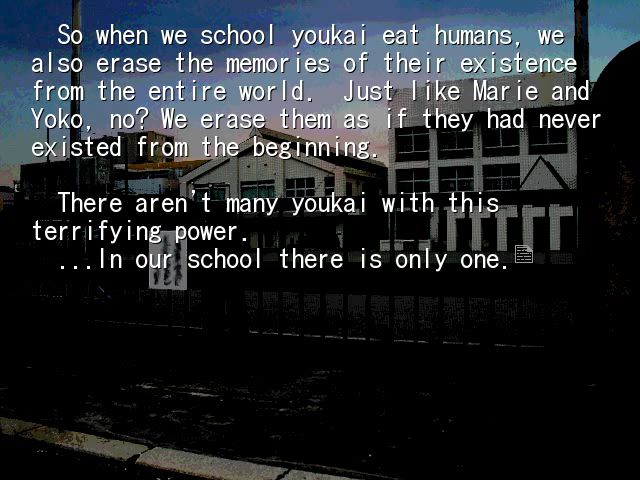 So when we school youkai eat humans, we
also erase the memories of their existence
from the entire world. Just like Marie and
Yoko, no? We erase them as if they had never
existed from the beginning.
There aren't many youkai with this
terrifying power.
...In our school there is only one.